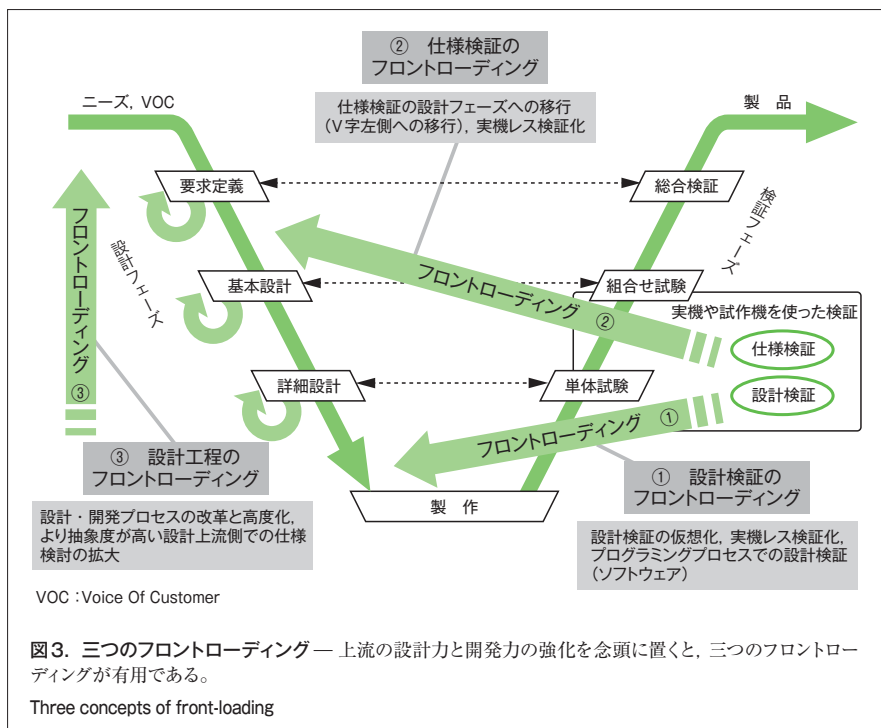 ② 仕様検証の
フロントローディング
ニーズ, VOC
仕様検証の設計フェーズへの移行
(V字左側への移行), 実機レス検証化
製 品
要求定義
総合検証
検証フェーズ
フロントローディング ③
設計フェーズ
基本設計
フロントローディング ②
組合せ試験
実機や試作機を使った検証
仕様検証
詳細設計
単体試験
設計検証
フロントローディング ①
③ 設計工程の
フロントローディング
製 作
① 設計検証の
フロントローディング
設計・開発プロセスの改革と高度化,
より抽象度が高い設計上流側での仕様
検討の拡大
設計検証の仮想化, 実機レス検証化,
プログラミングプロセスでの設計検証
(ソフトウェア)
VOC:Voice Of Customer
図3. 三つのフロントローディング — 上流の設計力と開発力の強化を念頭に置くと, 三つのフロントロー
ディングが有用である。
Three concepts of front-loading